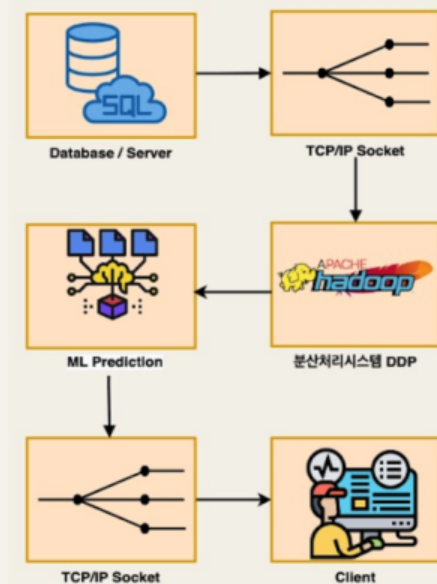 SQL
Database / Server
TCP/IP Socket
APACHE
hadoop
ML Prediction
분산처리시스템 DDP
TCP/IP Socket
Client